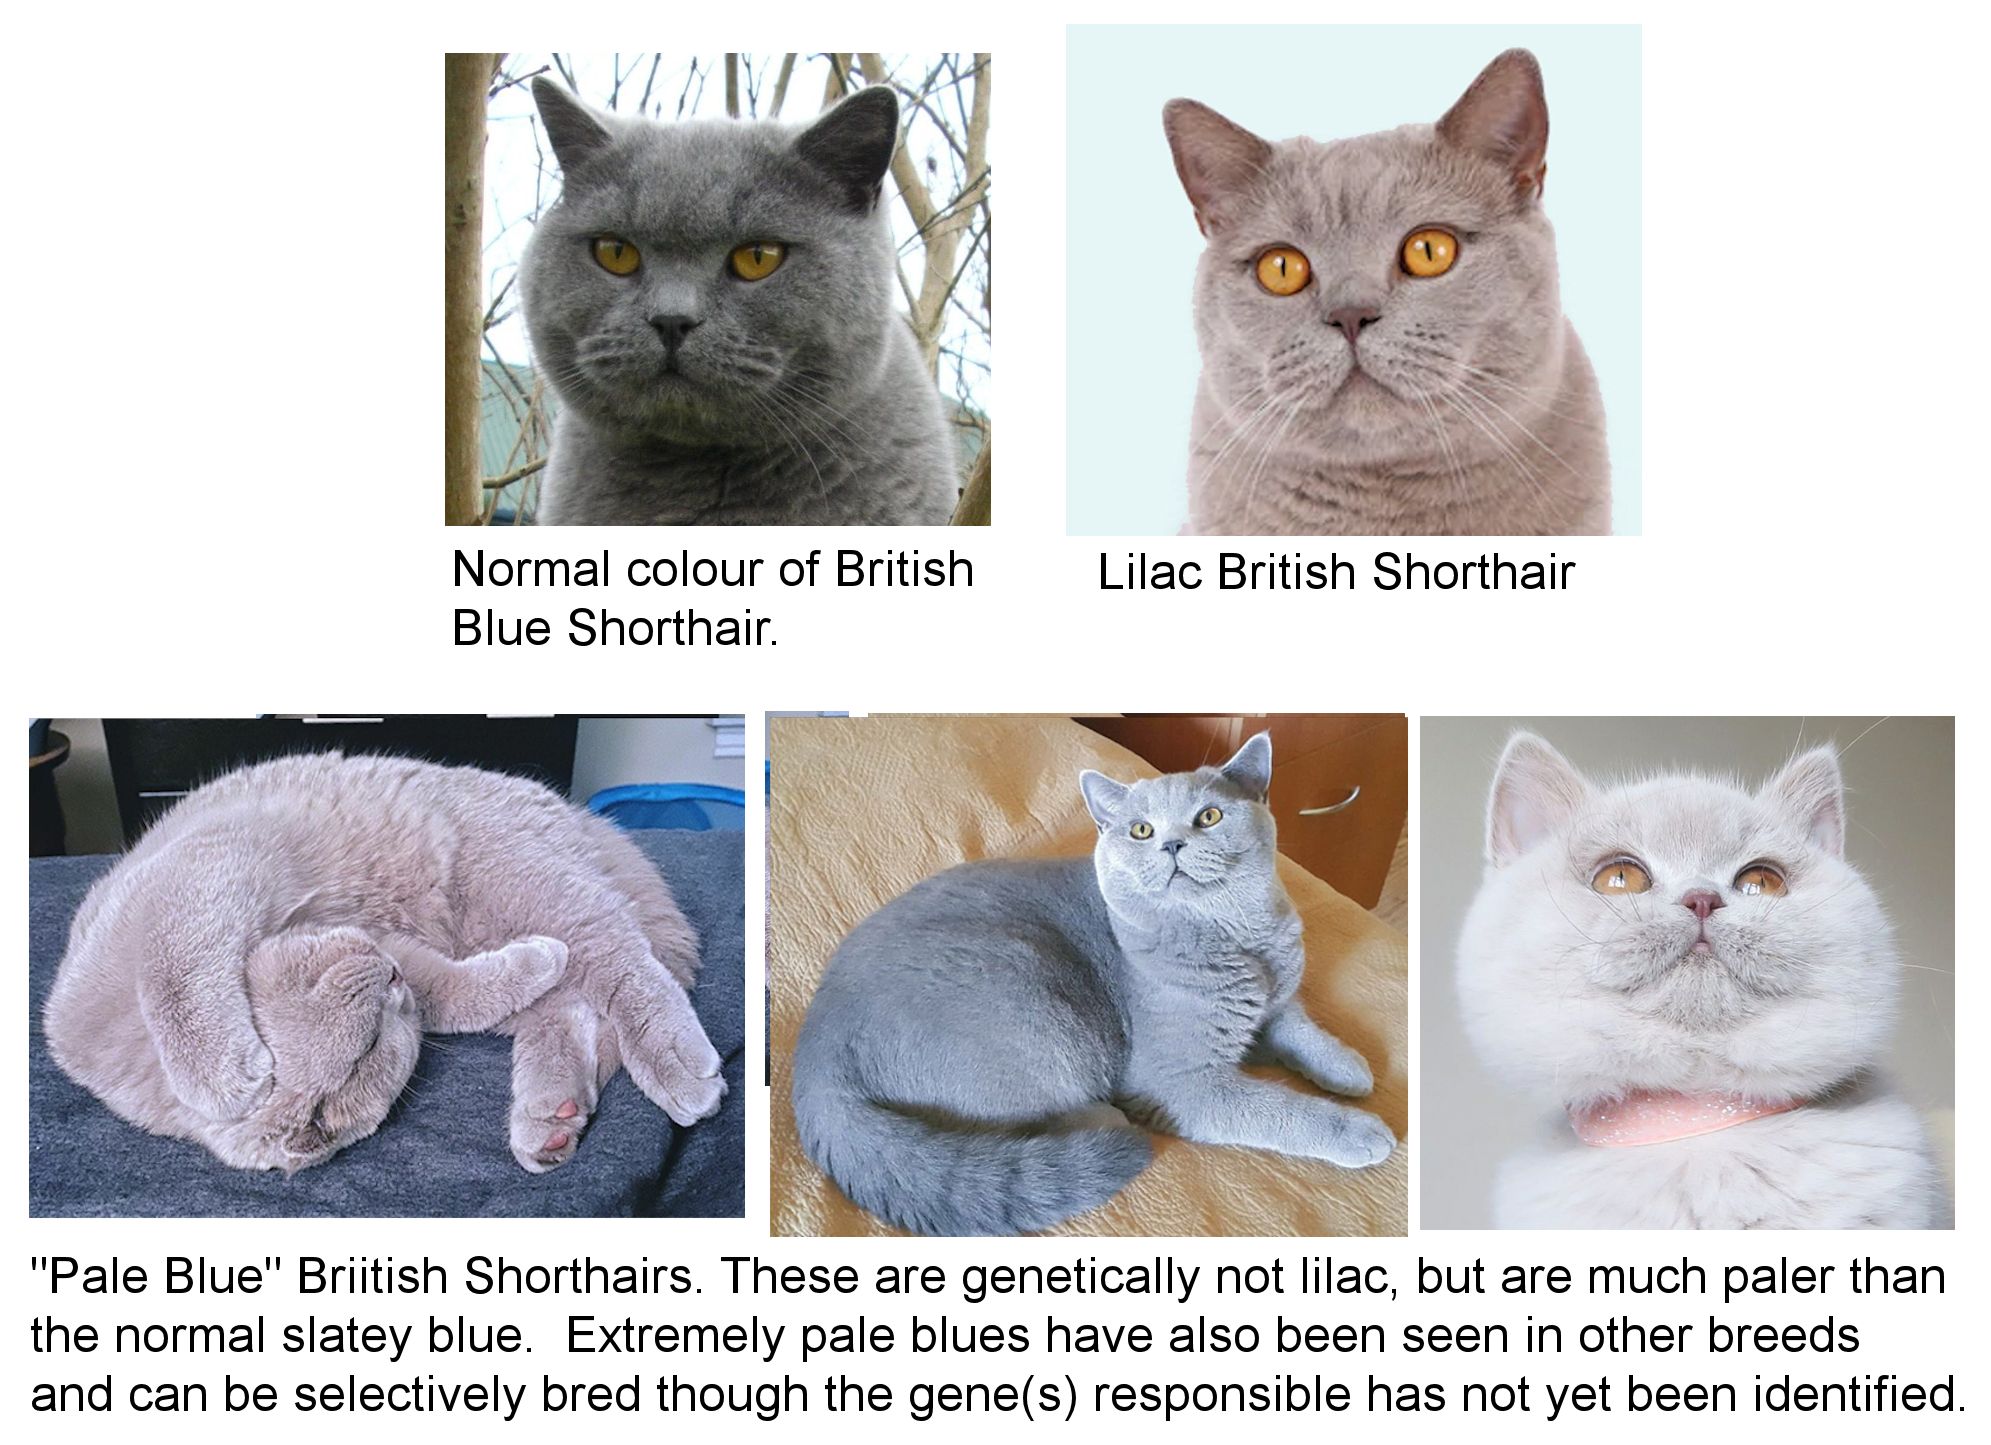 Normal colour of British
Blue Shorthair.
Lilac British Shorthair
"Pale Blue" Briitish Shorthairs. These are genetically not lilac, but are much paler than
the normal slatey blue.  Extremely pale blues have also been seen in other breeds
and can be selectively bred though the gene(s) responsible has not yet been identified.